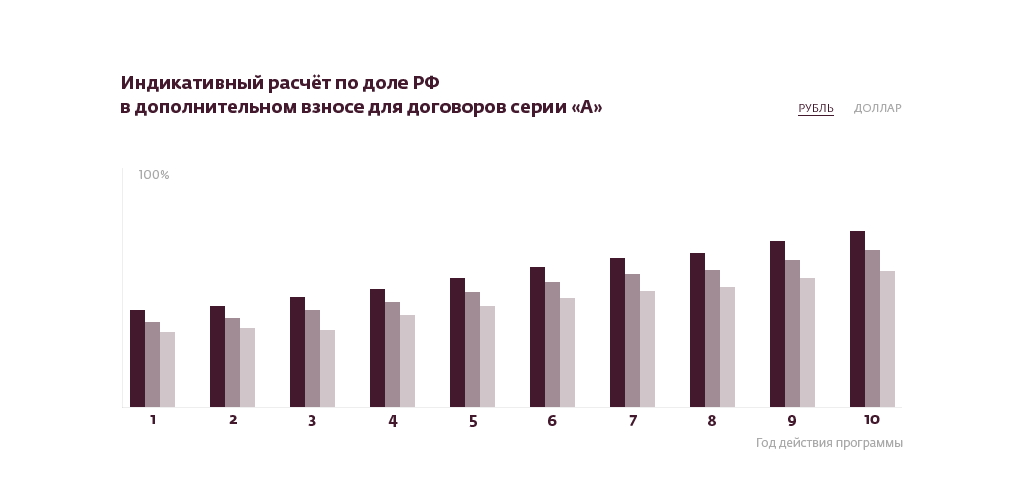 Индикативный расчёт по доле РФ
в дополнительном взносе для договоров серии «А»
РУБЛЬ ДОЛЛАР
100%
1 2 3 4 5 6 7 8 9 10
Год действия программы